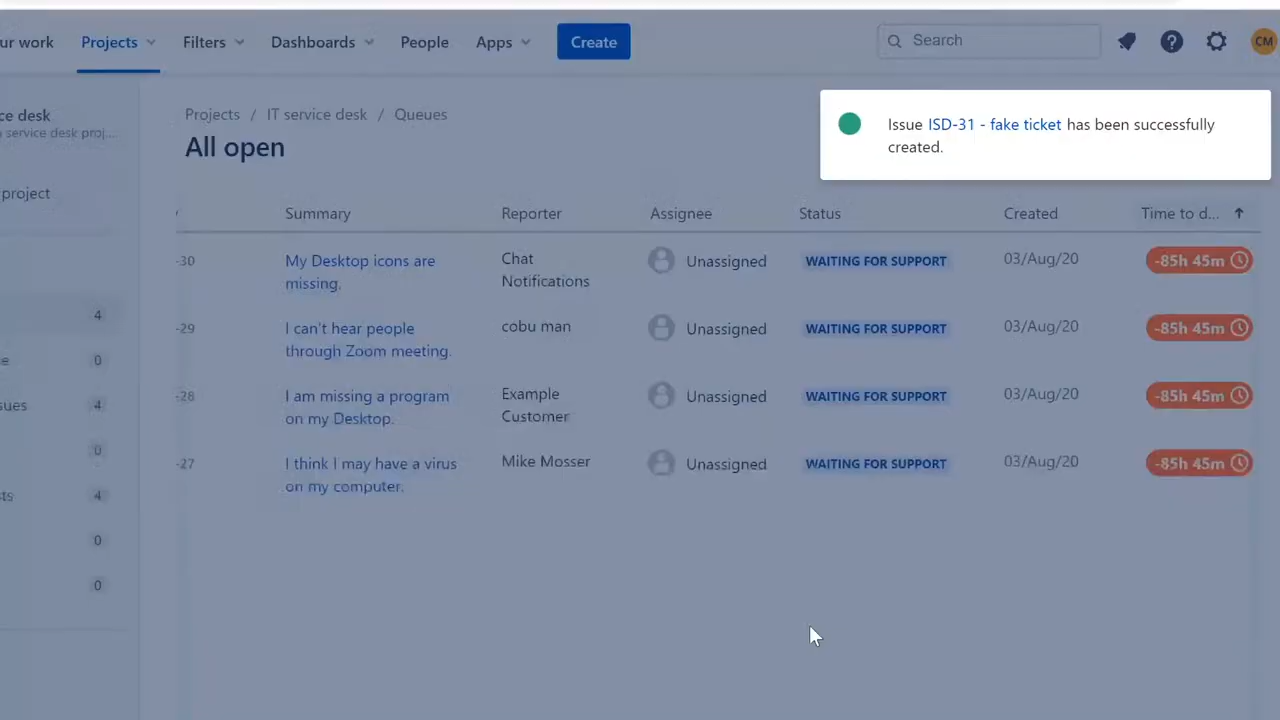 ur work Projects Filters Dashboards People Apps Create Search CM
ce desk
service desk proj...
project
Projects / IT service desk / Queues
All open
Issue ISD-31 - fake ticket has been successfully
created.
Summary Reporter Assignee Status Created Time to d...
-30 My Desktop icons are Chat Unassigned WAITING FOR SUPPORT 03/Aug/20 -85h 45m
missing. Notifications
4
-29 I can't hear people cobu man Unassigned WAITING FOR SUPPORT 03/Aug/20 -85h 45m
through Zoom meeting.
e 0
-28 I am missing a program Example Unassigned WAITING FOR SUPPORT 03/Aug/20 -85h 45m
on my Desktop. Customer
sues 4
0
-27 I think I may have a virus Mike Mosser Unassigned WAITING FOR SUPPORT 03/Aug/20 -85h 45m
on my computer.
sts 4
0
0